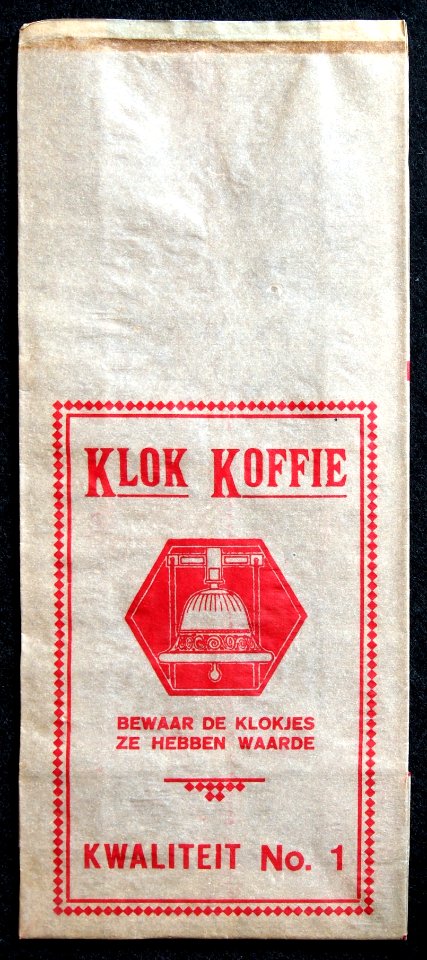 KLOK KOFFIE
BEWAAR DE KLOKJES
ZE HEBBEN WAARDE
KWALITEIT No. 1